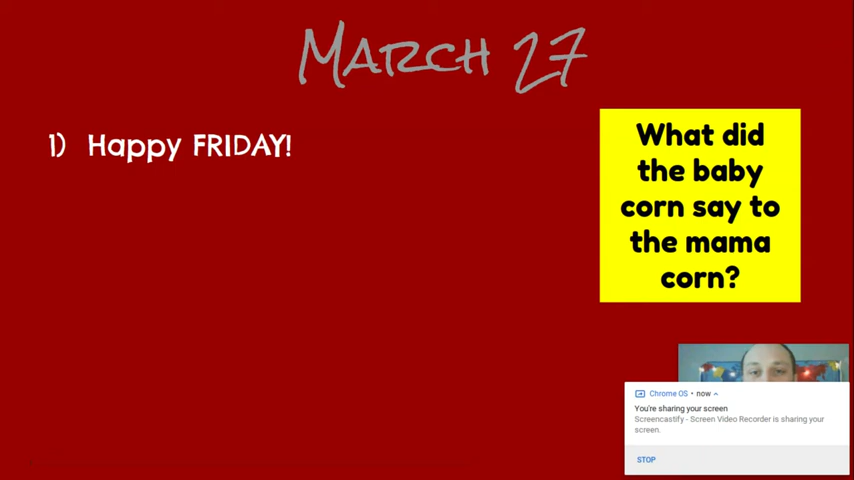 March 27
1) Happy FRIDAY!
What did
the baby
corn say to
the mama
corn?
Chrome OS • now
You're sharing your screen
Screencastify - Screen Video Recorder is sharing your
screen.
STOP